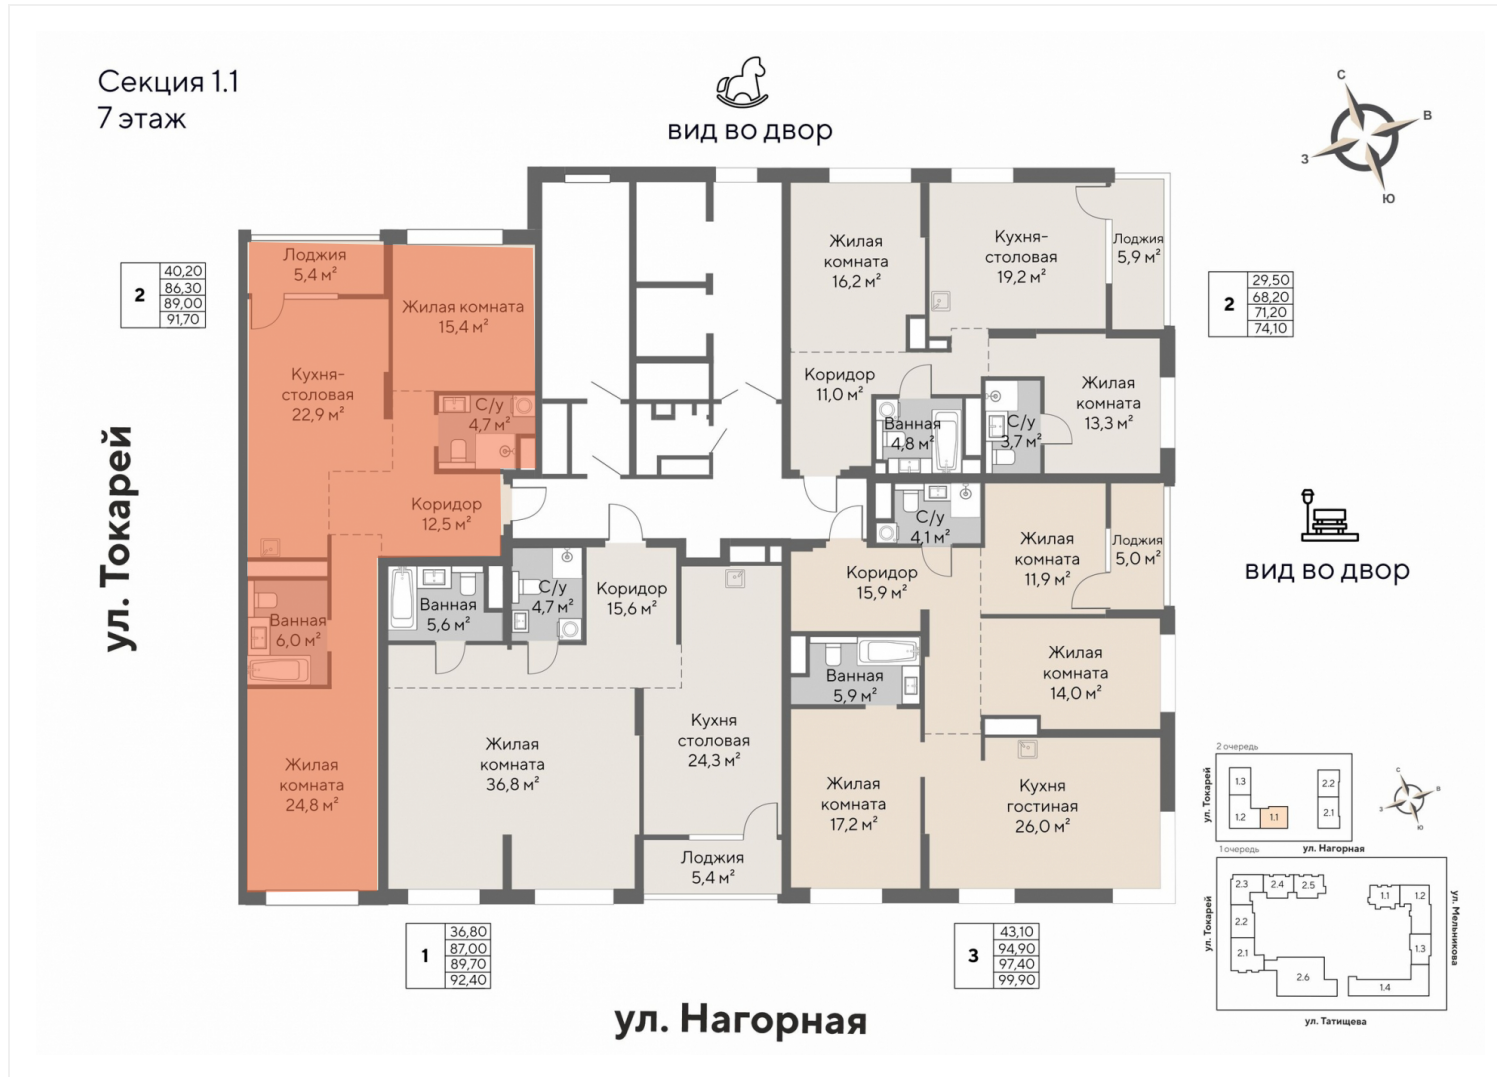 Секция 1.1
7 этаж
вид во двор
С
В
З
Ю
2
40,20
86,30
89,00
91,70
Лоджия
5,4 м²
Жилая комната
15,4 м²
Кухня-
столовая
22,9 м²
С/у
4,7 м²
Коридор
12,5 м²
Ванная
6,0 м²
Жилая
комната
24,8 м²
ул. Токарей
Жилая
комната
16,2 м²
Кухня-
столовая
19,2 м²
Лоджия
5,9 м²
2
29,50
68,20
71,20
74,10
Коридор
11,0 м²
Ванная
4,8 м²
С/у
3,7 м²
Жилая
комната
13,3 м²
С/у
4,1 м²
Жилая
комната
11,9 м²
Лоджия
5,0 м²
вид во двор
Коридор
15,9 м²
Ванная
5,9 м²
Жилая
комната
14,0 м²
Жилая
комната
17,2 м²
Кухня
гостиная
26,0 м²
Ванная
5,6 м²
С/у
4,7 м²
Коридор
15,6 м²
Жилая
комната
36,8 м²
Кухня
столовая
24,3 м²
Лоджия
5,4 м²
1
36,80
87,00
89,70
92,40
3
43,10
94,90
97,40
99,90
ул. Нагорная
2 очередь
ул. Токарей
1.3
1.2
1.1
2.2
2.1
С
В
З
Ю
1 очередь
ул. Нагорная
ул. Токарей
2.3
2.4
2.5
2.2
2.1
2.6
1.1
1.2
1.3
1.4
ул. Мельникова
ул. Татищева